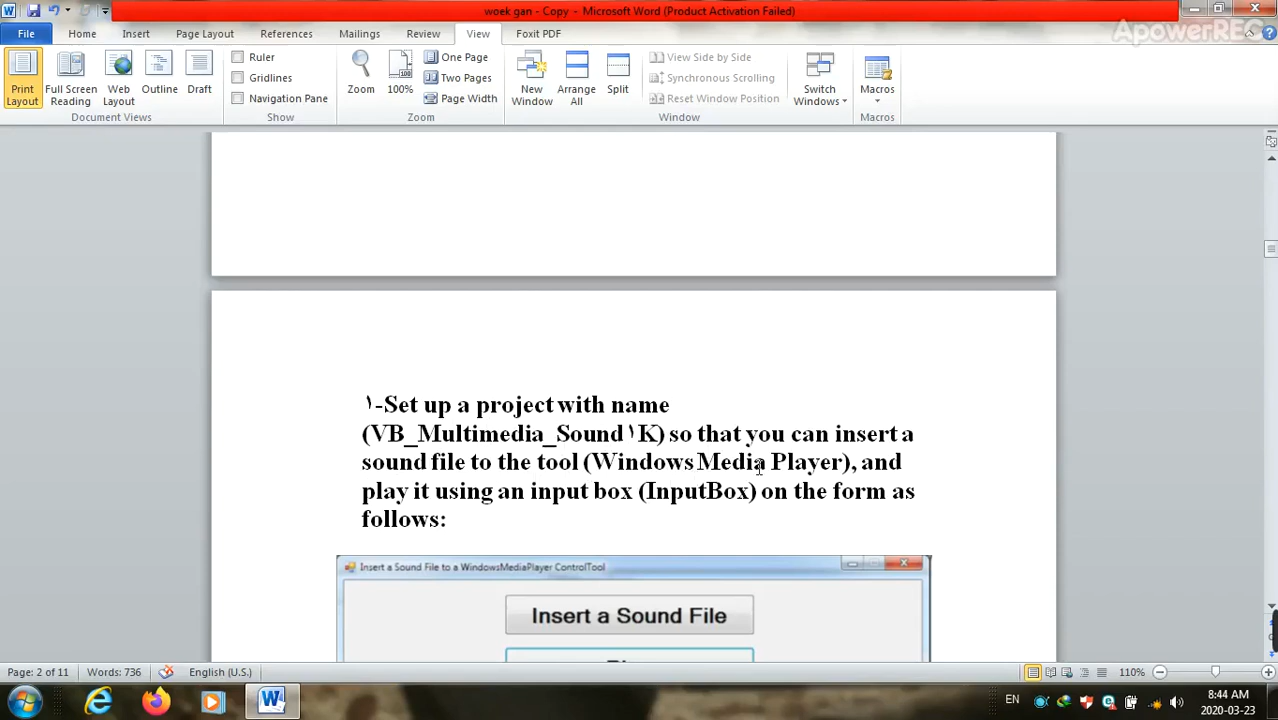 woek gan - Copy - Microsoft Word (Product Activation Failed)
ApowerREC
File Home Insert Page Layout References Mailings Review View Foxit PDF
Print Layout
Full Screen Reading
Web Layout
Outline
Draft
Document Views
Ruler
Gridlines
Navigation Pane
Show
Zoom
100%
One Page
Two Pages
Page Width
Zoom
New Window
Arrange All
Split
View Side by Side
Synchronous Scrolling
Reset Window Position
Window
Switch Windows
Macros
Macros
١-Set up a project with name
(VB_Multimedia_Sound١K) so that you can insert a
sound file to the tool (Windows Media Player), and
play it using an input box (InputBox) on the form as
follows:
Insert a Sound File to a WindowsMediaPlayer ControlTool
Insert a Sound File
Page: 2 of 11 Words: 736 English (U.S.) 110%
EN 8:44 AM
2020-03-23